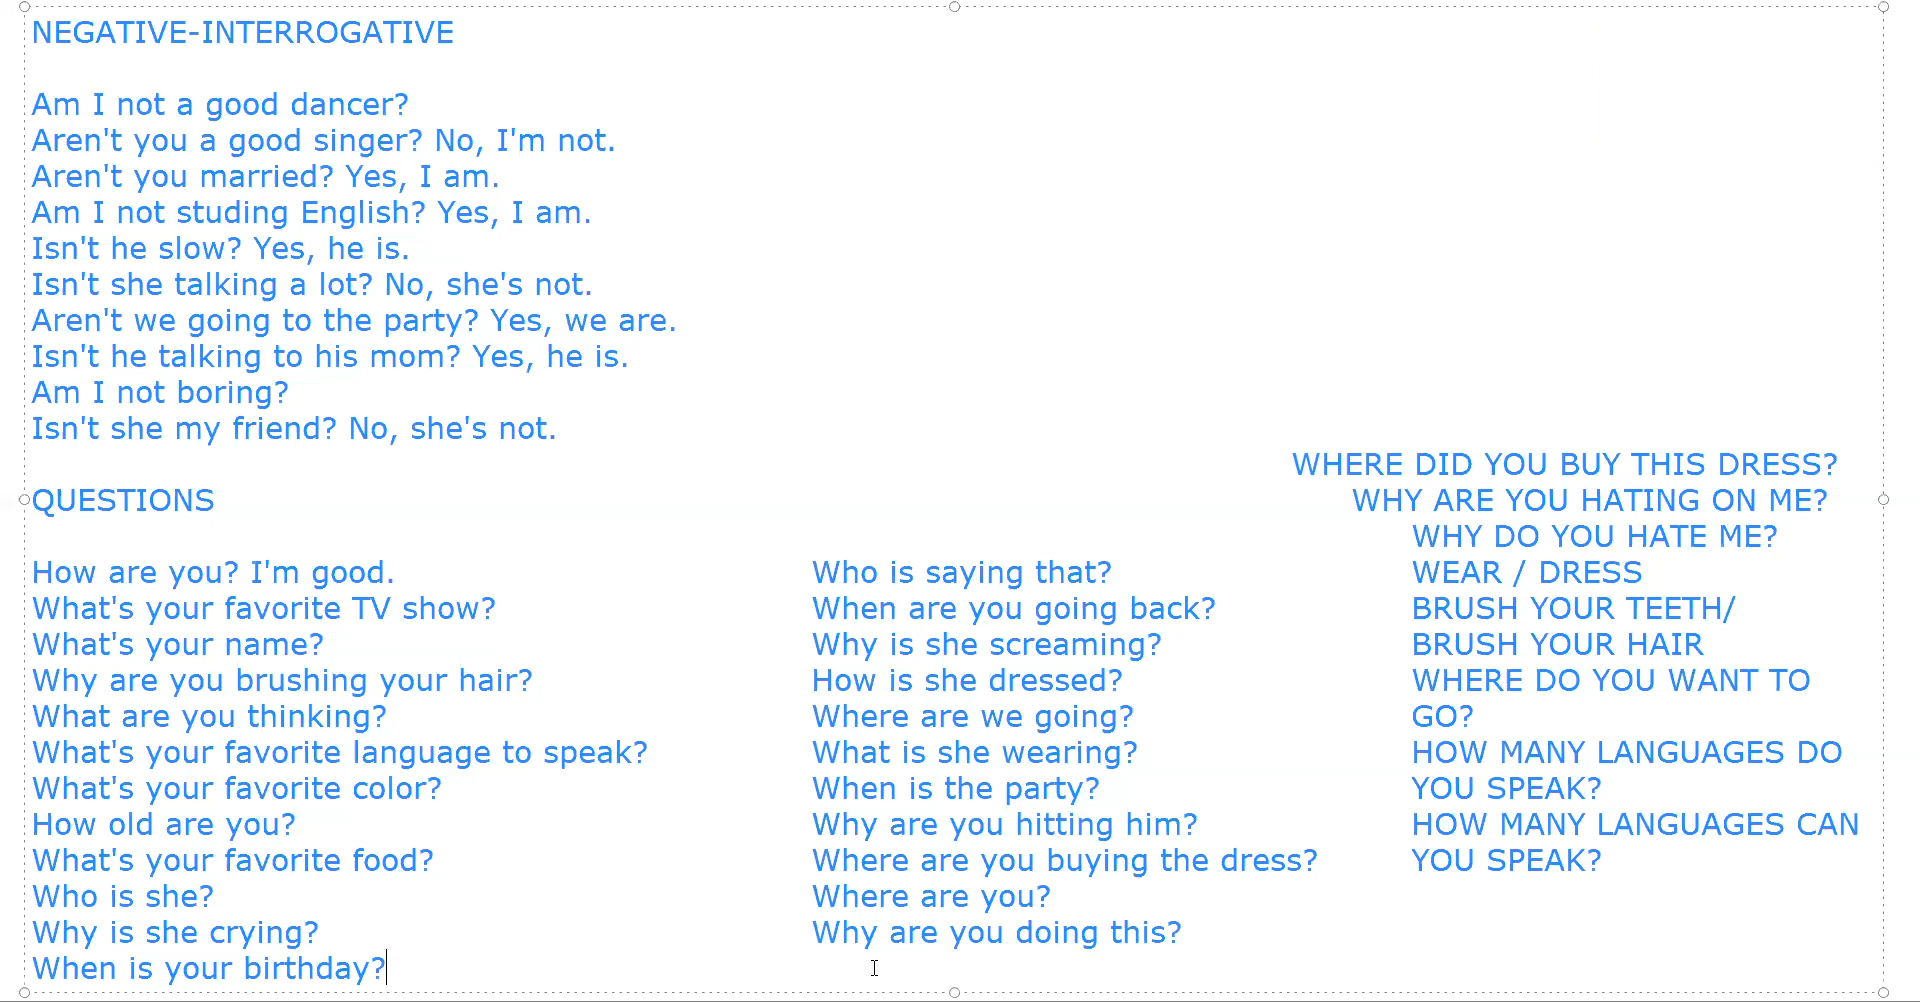 NEGATIVE-INTERROGATIVE
Am I not a good dancer?
Aren't you a good singer? No, I'm not.
Aren't you married? Yes, I am.
Am I not studing English? Yes, I am.
Isn't he slow? Yes, he is.
Isn't she talking a lot? No, she's not.
Aren't we going to the party? Yes, we are.
Isn't he talking to his mom? Yes, he is.
Am I not boring?
Isn't she my friend? No, she's not.
QUESTIONS
How are you? I'm good.
What's your favorite TV show?
What's your name?
Why are you brushing your hair?
What are you thinking?
What's your favorite language to speak?
What's your favorite color?
How old are you?
What's your favorite food?
Who is she?
Why is she crying?
When is your birthday?
Who is saying that?
When are you going back?
Why is she screaming?
How is she dressed?
Where are we going?
What is she wearing?
When is the party?
Why are you hitting him?
Where are you buying the dress?
Where are you?
Why are you doing this?
WHERE DID YOU BUY THIS DRESS?
WHY ARE YOU HATING ON ME?
WHY DO YOU HATE ME?
WEAR / DRESS
BRUSH YOUR TEETH/
BRUSH YOUR HAIR
WHERE DO YOU WANT TO
GO?
HOW MANY LANGUAGES DO
YOU SPEAK?
HOW MANY LANGUAGES CAN
YOU SPEAK?